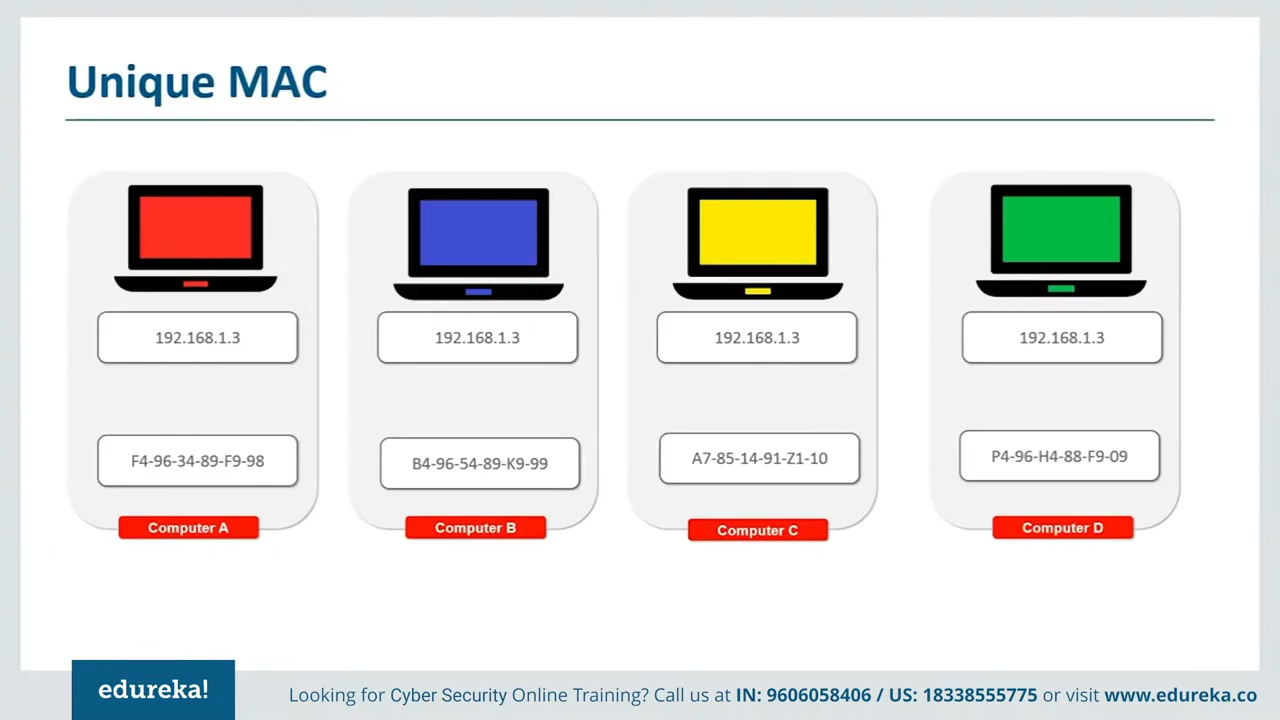 Unique MAC
192.168.1.3
192.168.1.3
192.168.1.3
192.168.1.3
F4-96-34-89-F9-98
B4-96-54-89-K9-99
A7-85-14-91-Z1-10
P4-96-H4-88-F9-09
Computer A
Computer B
Computer C
Computer D
edureka!
Looking for Cyber Security Online Training? Call us at IN: 9606058406 / US: 18338555775 or visit www.edureka.co